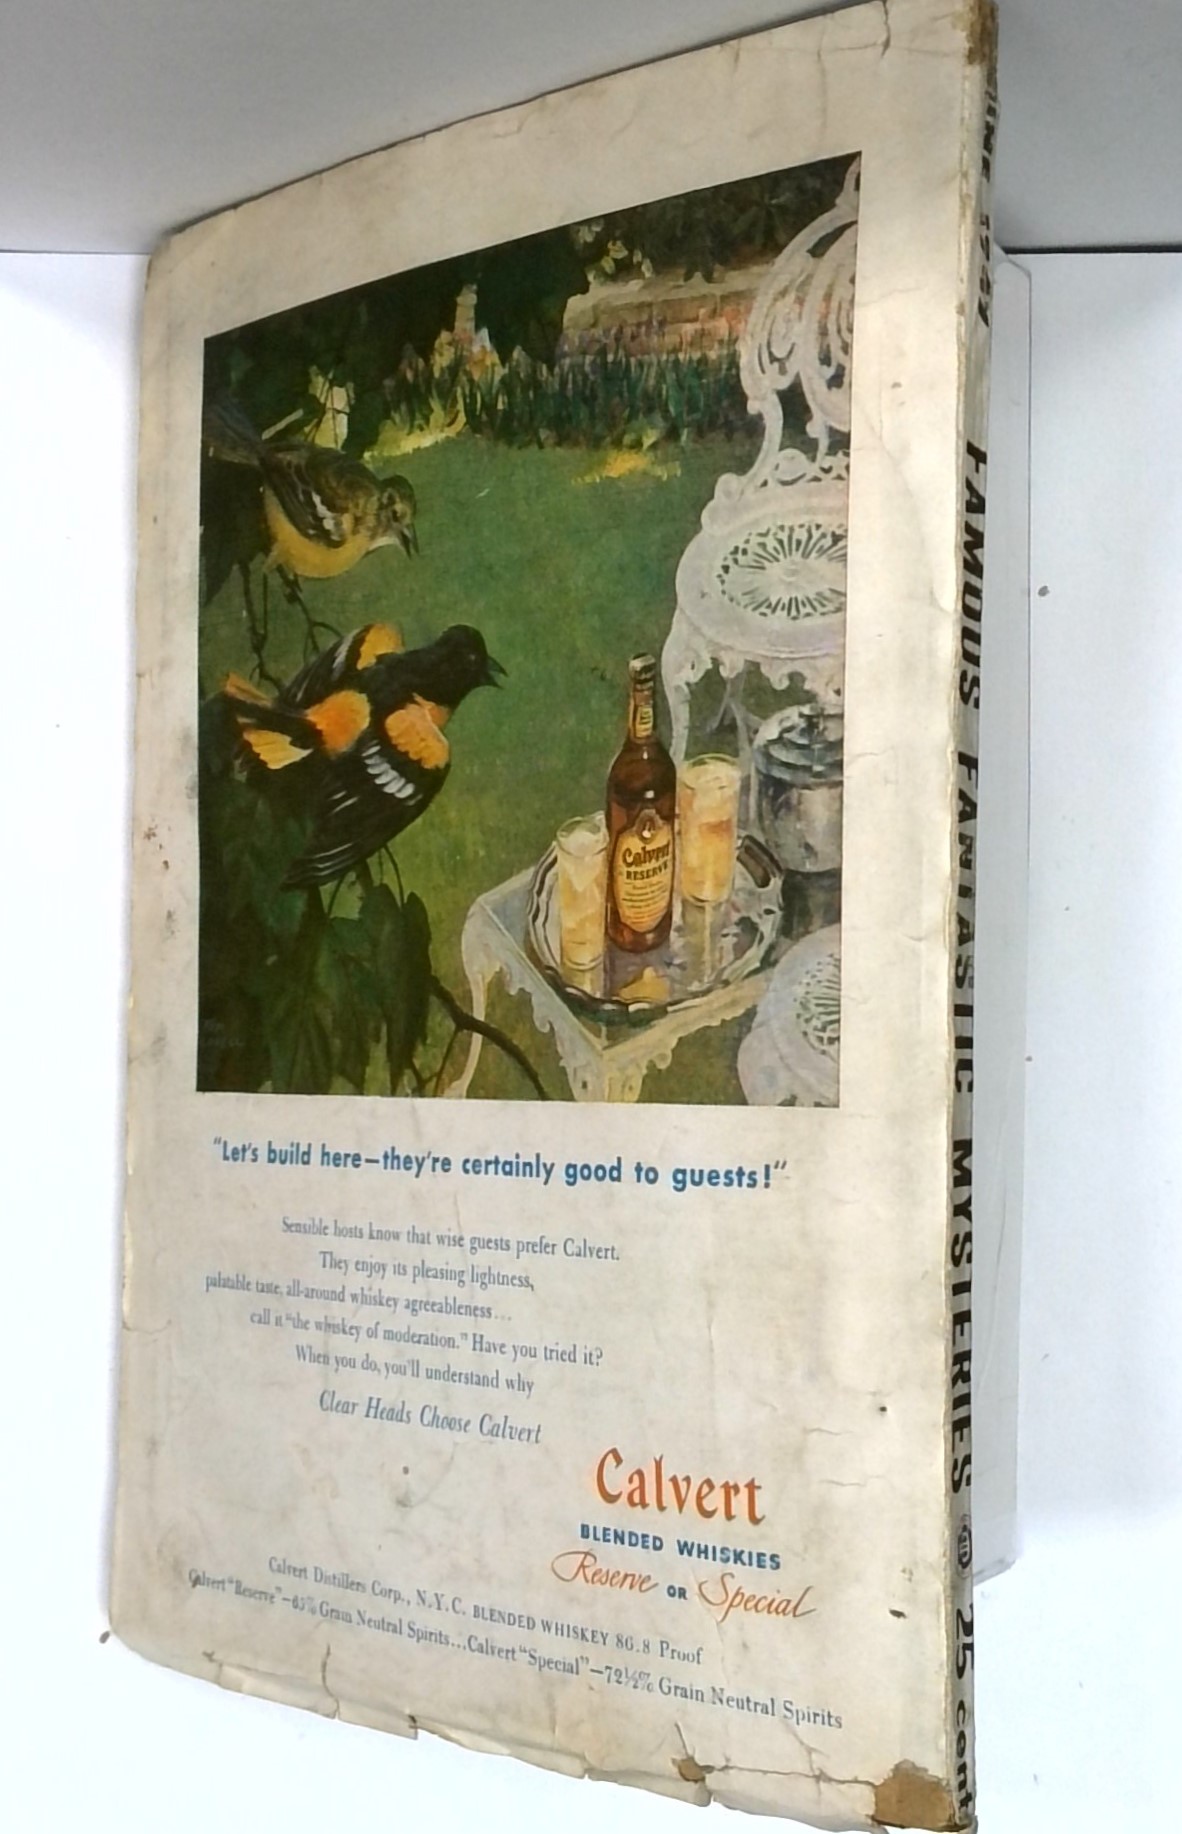 Calvert
RESERVE
"Let's build here—they're certainly good to guests!"
Sensible hosts know that wise guests prefer Calvert.
They enjoy its pleasing lightness,
palatable taste, all-around whiskey agreeableness...
call it "the whiskey of moderation." Have you tried it?
When you do, you'll understand why
Clear Heads Choose Calvert
Calvert
BLENDED WHISKIES
Reserve OR Special
Calvert Distillers Corp., N.Y.C. BLENDED WHISKEY 86.8 Proof
Calvert "Reserve"—65% Grain Neutral Spirits...Calvert "Special"—72½% Grain Neutral Spirits
FAMOUS FANTASTIC MYSTERIES 25 cent